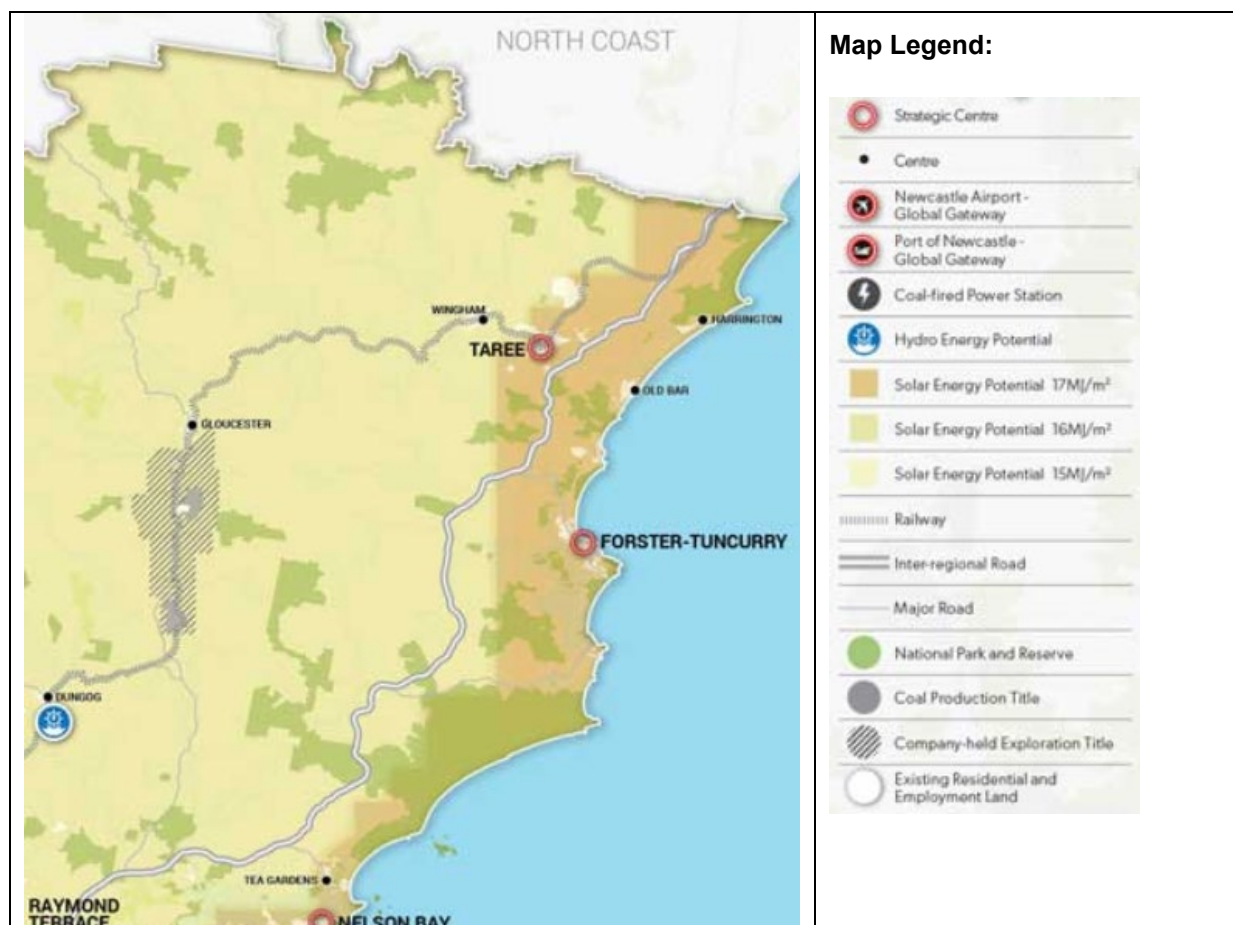 NORTH COAST
WINGHAM
TAREE
HARRINGTON
OLD BAR
GLOUCESTER
FORSTER-TUNCURRY
DUNGOG
TEA GARDENS
RAYMOND
TERRACE
NELSON BAY
Map Legend:
Strategic Centre
Centre
Newcastle Airport -
Global Gateway
Port of Newcastle -
Global Gateway
Coal-fired Power Station
Hydro Energy Potential
Solar Energy Potential 17MJ/m²
Solar Energy Potential 16MJ/m²
Solar Energy Potential 15MJ/m²
Railway
Inter-regional Road
Major Road
National Park and Reserve
Coal Production Title
Company-held Exploration Title
Existing Residential and
Employment Land